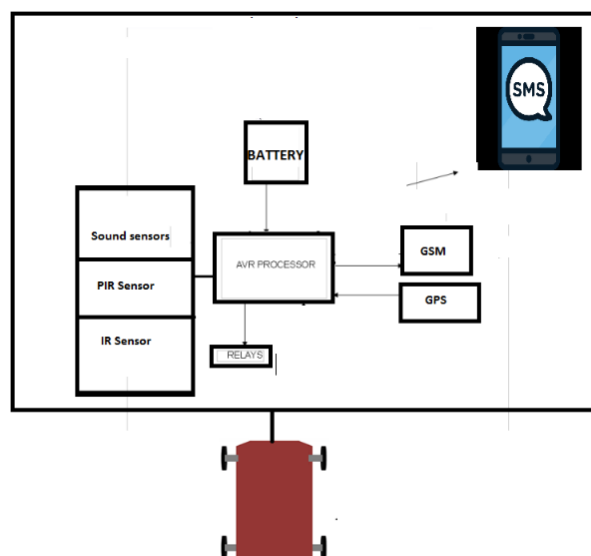 SMS
BATTERY
Sound sensors
AVR PROCESSOR
GSM
PIR Sensor
GPS
IR Sensor
RELAYS